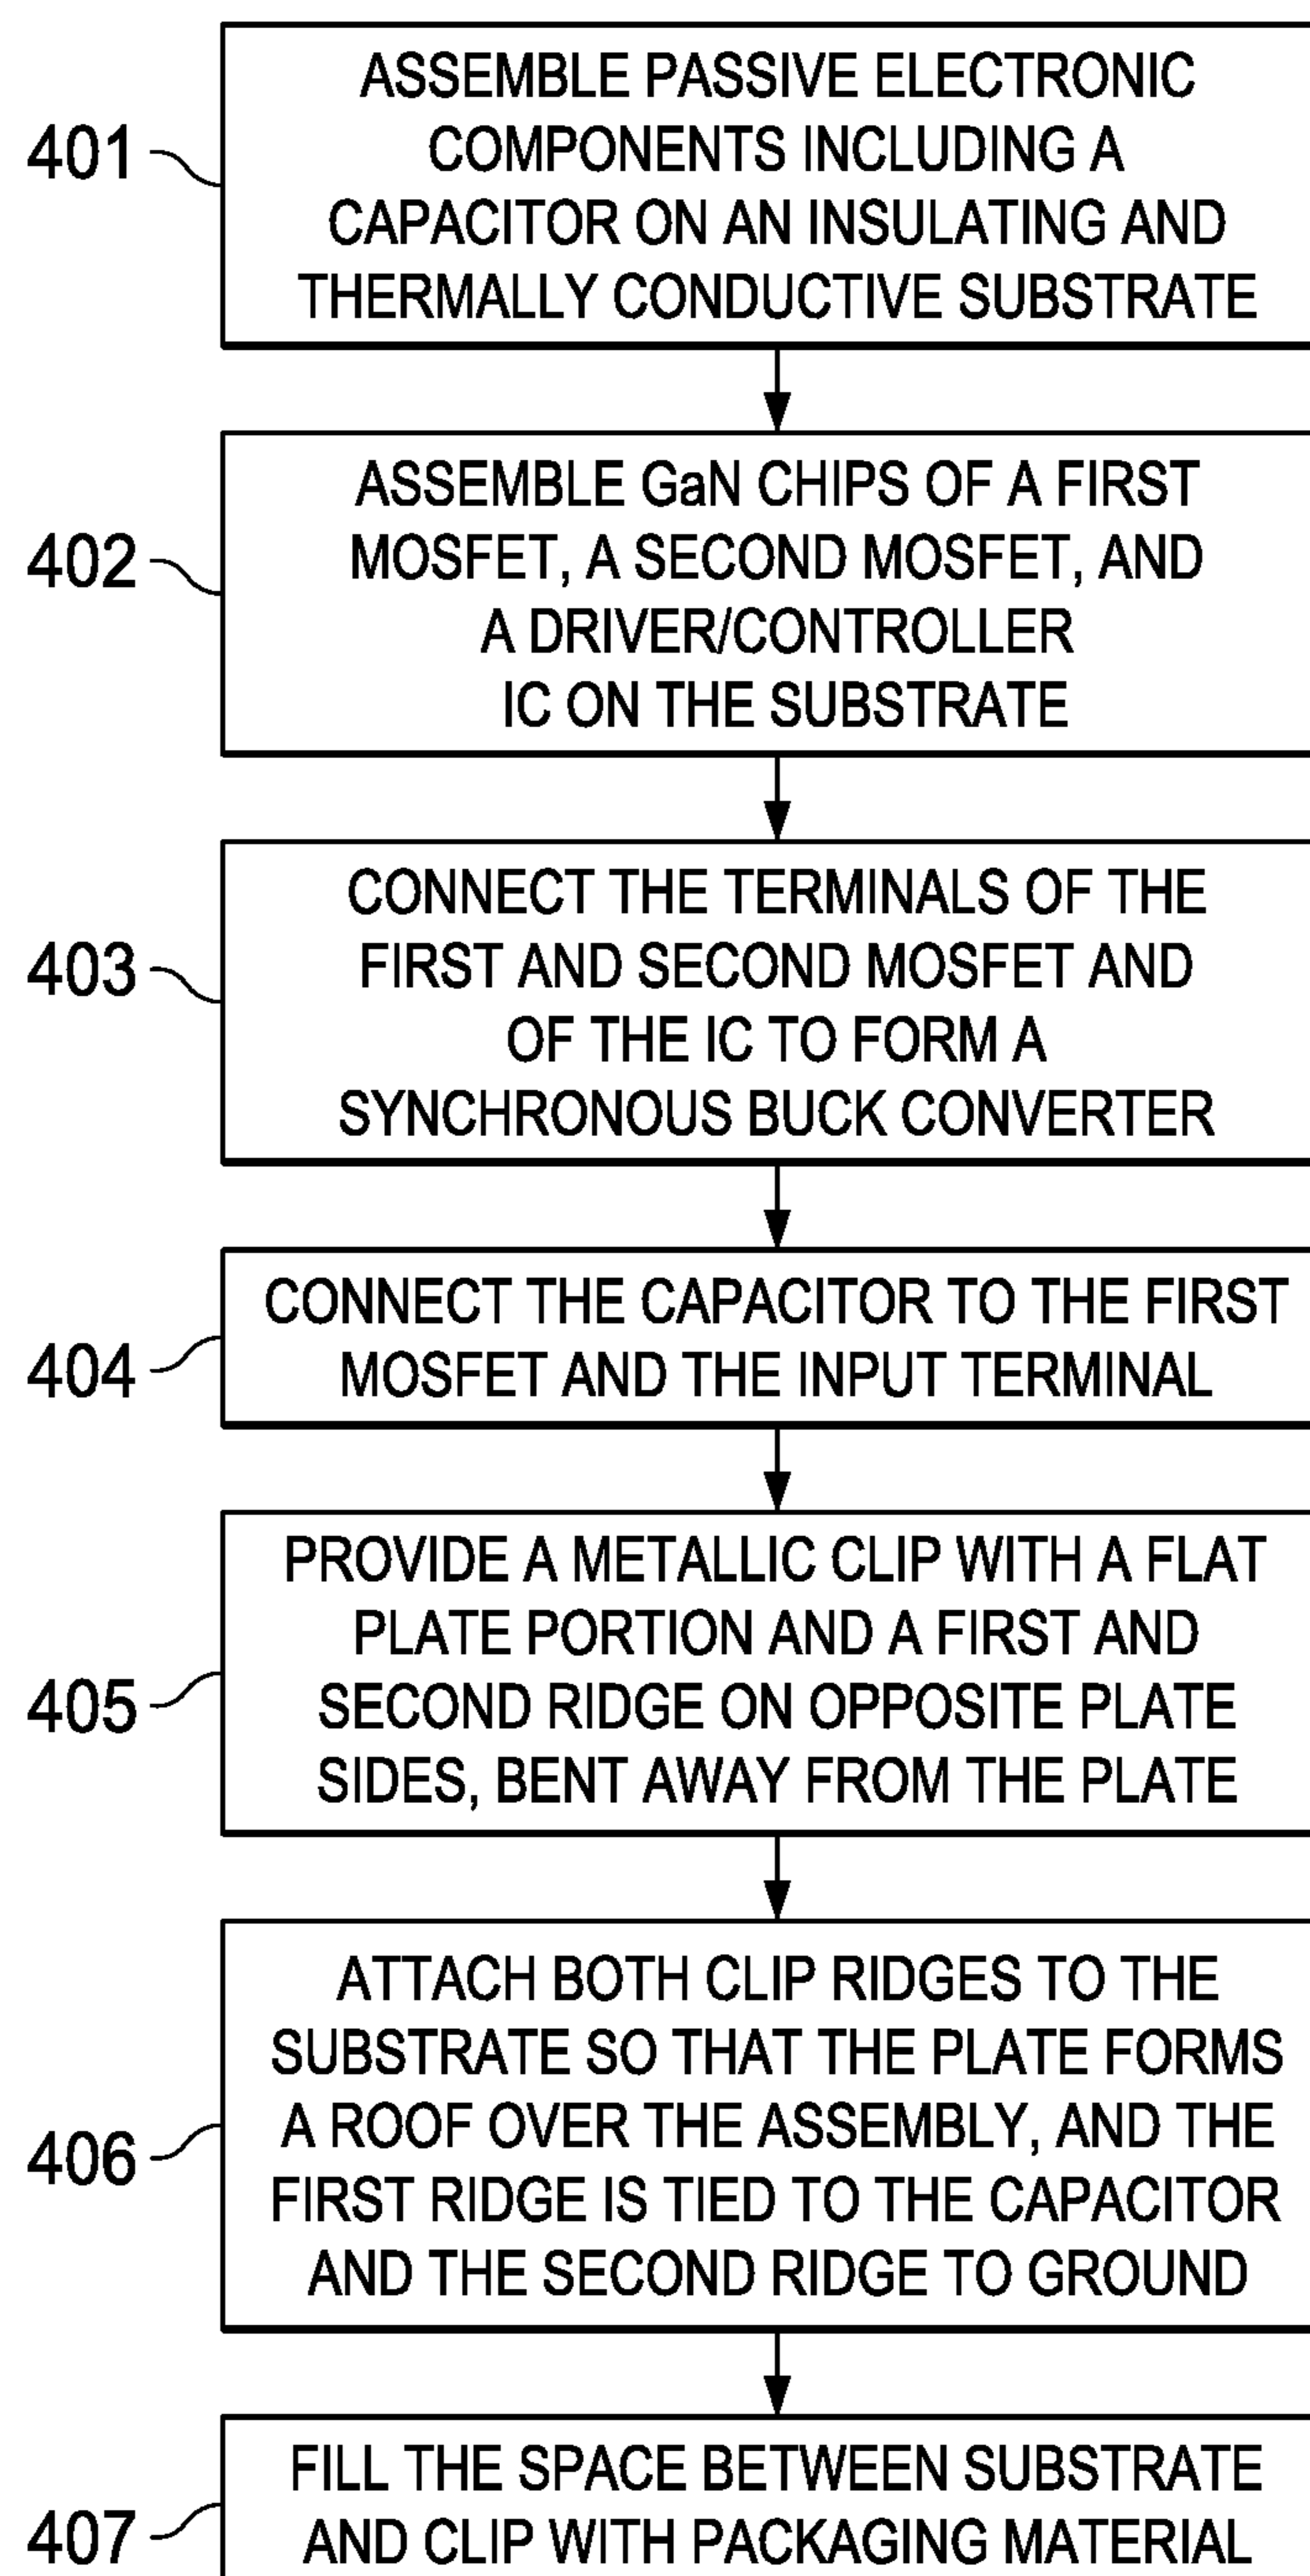 401
ASSEMBLE PASSIVE ELECTRONIC
COMPONENTS INCLUDING A
CAPACITOR ON AN INSULATING AND
THERMALLY CONDUCTIVE SUBSTRATE
402
ASSEMBLE GaN CHIPS OF A FIRST
MOSFET, A SECOND MOSFET, AND
A DRIVER/CONTROLLER
IC ON THE SUBSTRATE
403
CONNECT THE TERMINALS OF THE
FIRST AND SECOND MOSFET AND
OF THE IC TO FORM A
SYNCHRONOUS BUCK CONVERTER
404
CONNECT THE CAPACITOR TO THE FIRST
MOSFET AND THE INPUT TERMINAL
405
PROVIDE A METALLIC CLIP WITH A FLAT
PLATE PORTION AND A FIRST AND
SECOND RIDGE ON OPPOSITE PLATE
SIDES, BENT AWAY FROM THE PLATE
406
ATTACH BOTH CLIP RIDGES TO THE
SUBSTRATE SO THAT THE PLATE FORMS
A ROOF OVER THE ASSEMBLY, AND THE
FIRST RIDGE IS TIED TO THE CAPACITOR
AND THE SECOND RIDGE TO GROUND
407
FILL THE SPACE BETWEEN SUBSTRATE
AND CLIP WITH PACKAGING MATERIAL